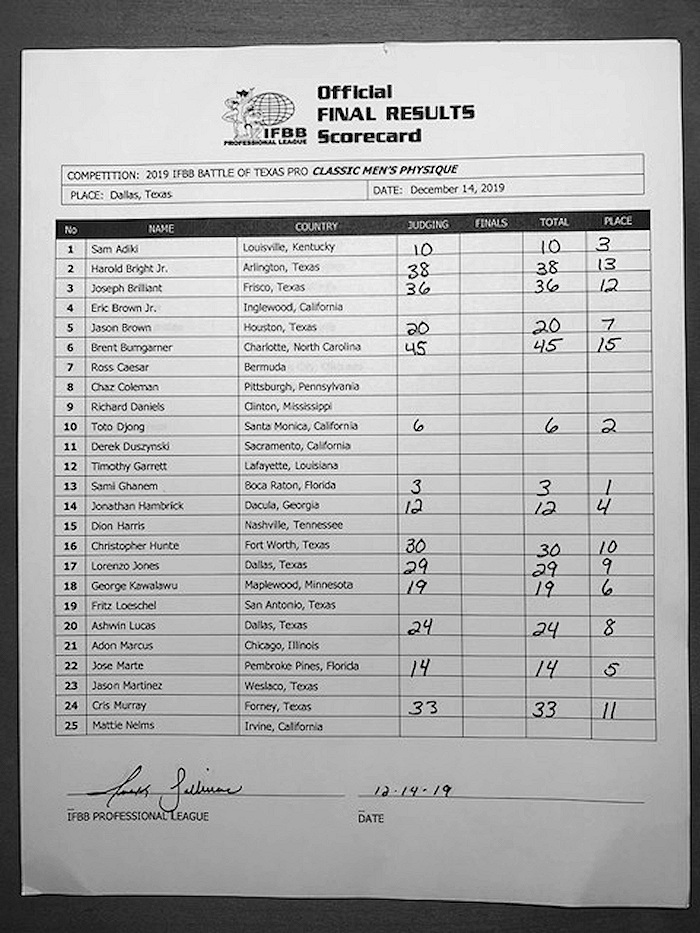 Official
FINAL RESULTS
Scorecard
IFBB
PROFESSIONAL LEAGUE
COMPETITION: 2019 IFBB BATTLE OF TEXAS PRO CLASSIC MEN'S PHYSIQUE
PLACE: Dallas, Texas DATE: December 14, 2019
No NAME COUNTRY JUDGING FINALS TOTAL PLACE
1 Sam Adiki Louisville, Kentucky 10 10 3
2 Harold Bright Jr. Arlington, Texas 38 38 13
3 Joseph Brilliant Frisco, Texas 36 36 12
4 Eric Brown Jr. Inglewood, California
5 Jason Brown Houston, Texas 20 20 7
6 Brent Bumgarner Charlotte, North Carolina 45 45 15
7 Ross Caesar Bermuda
8 Chaz Coleman Pittsburgh, Pennsylvania
9 Richard Daniels Clinton, Mississippi
10 Toto Djong Santa Monica, California 6 6 2
11 Derek Duszynski Sacramento, California
12 Timothy Garrett Lafayette, Louisiana
13 Sami Ghanem Boca Raton, Florida 3 3 1
14 Jonathan Hambrick Dacula, Georgia 12 12 4
15 Dion Harris Nashville, Tennessee
16 Christopher Hunte Fort Worth, Texas 30 30 10
17 Lorenzo Jones Dallas, Texas 29 29 9
18 George Kawalawu Maplewood, Minnesota 19 19 6
19 Fritz Loeschel San Antonio, Texas
20 Ashwin Lucas Dallas, Texas 24 24 8
21 Adon Marcus Chicago, Illinois
22 Jose Marte Pembroke Pines, Florida 14 14 5
23 Jason Martinez Weslaco, Texas
24 Cris Murray Forney, Texas 33 33 11
25 Mattie Nelms Irvine, California
12-14-19
IFBB PROFESSIONAL LEAGUE DATE